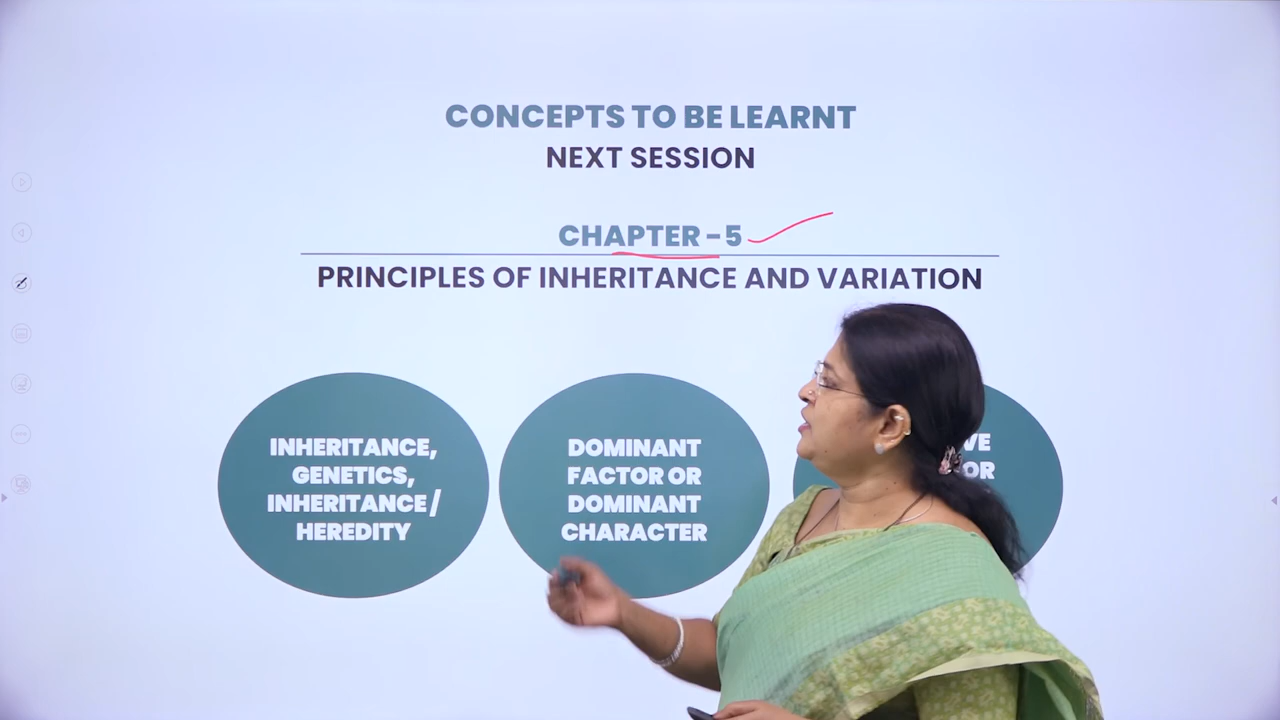 CONCEPTS TO BE LEARNT
NEXT SESSION
CHAPTER - 5
PRINCIPLES OF INHERITANCE AND VARIATION
INHERITANCE,
GENETICS,
INHERITANCE /
HEREDITY
DOMINANT
FACTOR OR
DOMINANT
CHARACTER